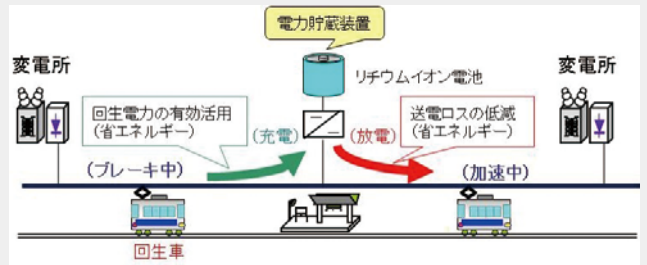 電力貯蔵装置
変電所
リチウムイオン電池
変電所
回生電力の有効活用
(省エネルギー)
(充電)
(放電)
送電ロスの低減
(省エネルギー)
(ブレーキ中)
(加速中)
回生車